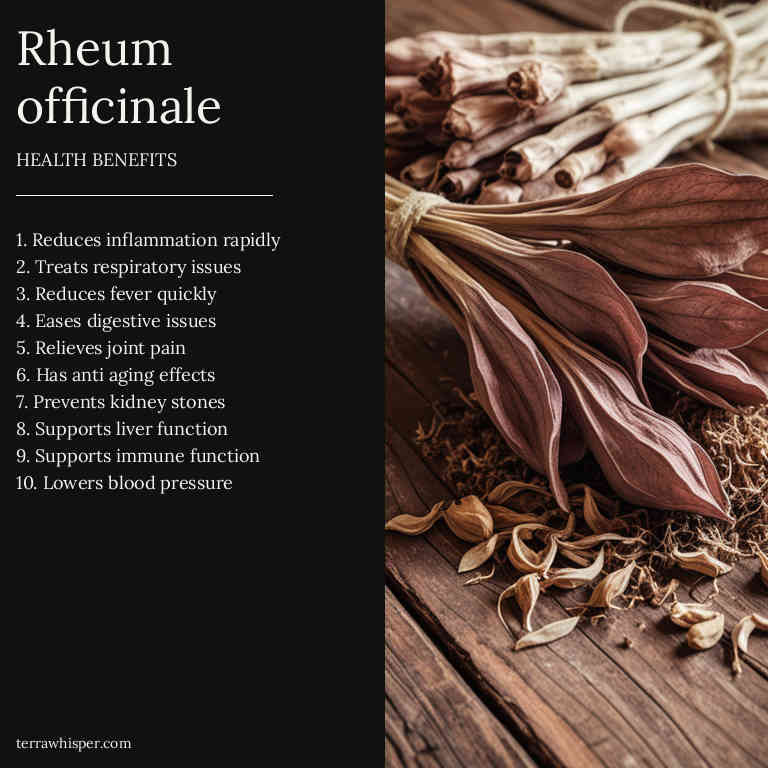 Rheum
officinale
HEALTH BENEFITS
1. Reduces inflammation rapidly
2. Treats respiratory issues
3. Reduces fever quickly
4. Eases digestive issues
5. Relieves joint pain
6. Has anti aging effects
7. Prevents kidney stones
8. Supports liver function
9. Supports immune function
10. Lowers blood pressure
terrawhisper.com